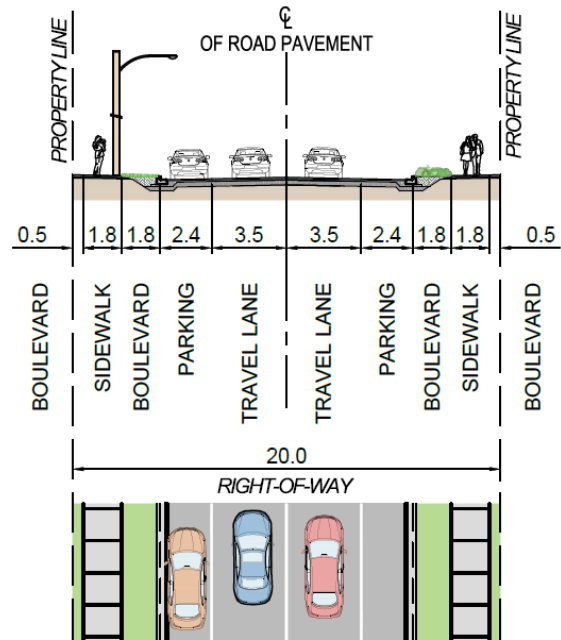 ℄
OF ROAD PAVEMENT
PROPERTY LINE
PROPERTY LINE
0.5 1.8 1.8 2.4 3.5 3.5 2.4 1.8 1.8 0.5
BOULEVARD
SIDEWALK
BOULEVARD
PARKING
TRAVEL LANE
TRAVEL LANE
PARKING
BOULEVARD
SIDEWALK
BOULEVARD
20.0
RIGHT-OF-WAY